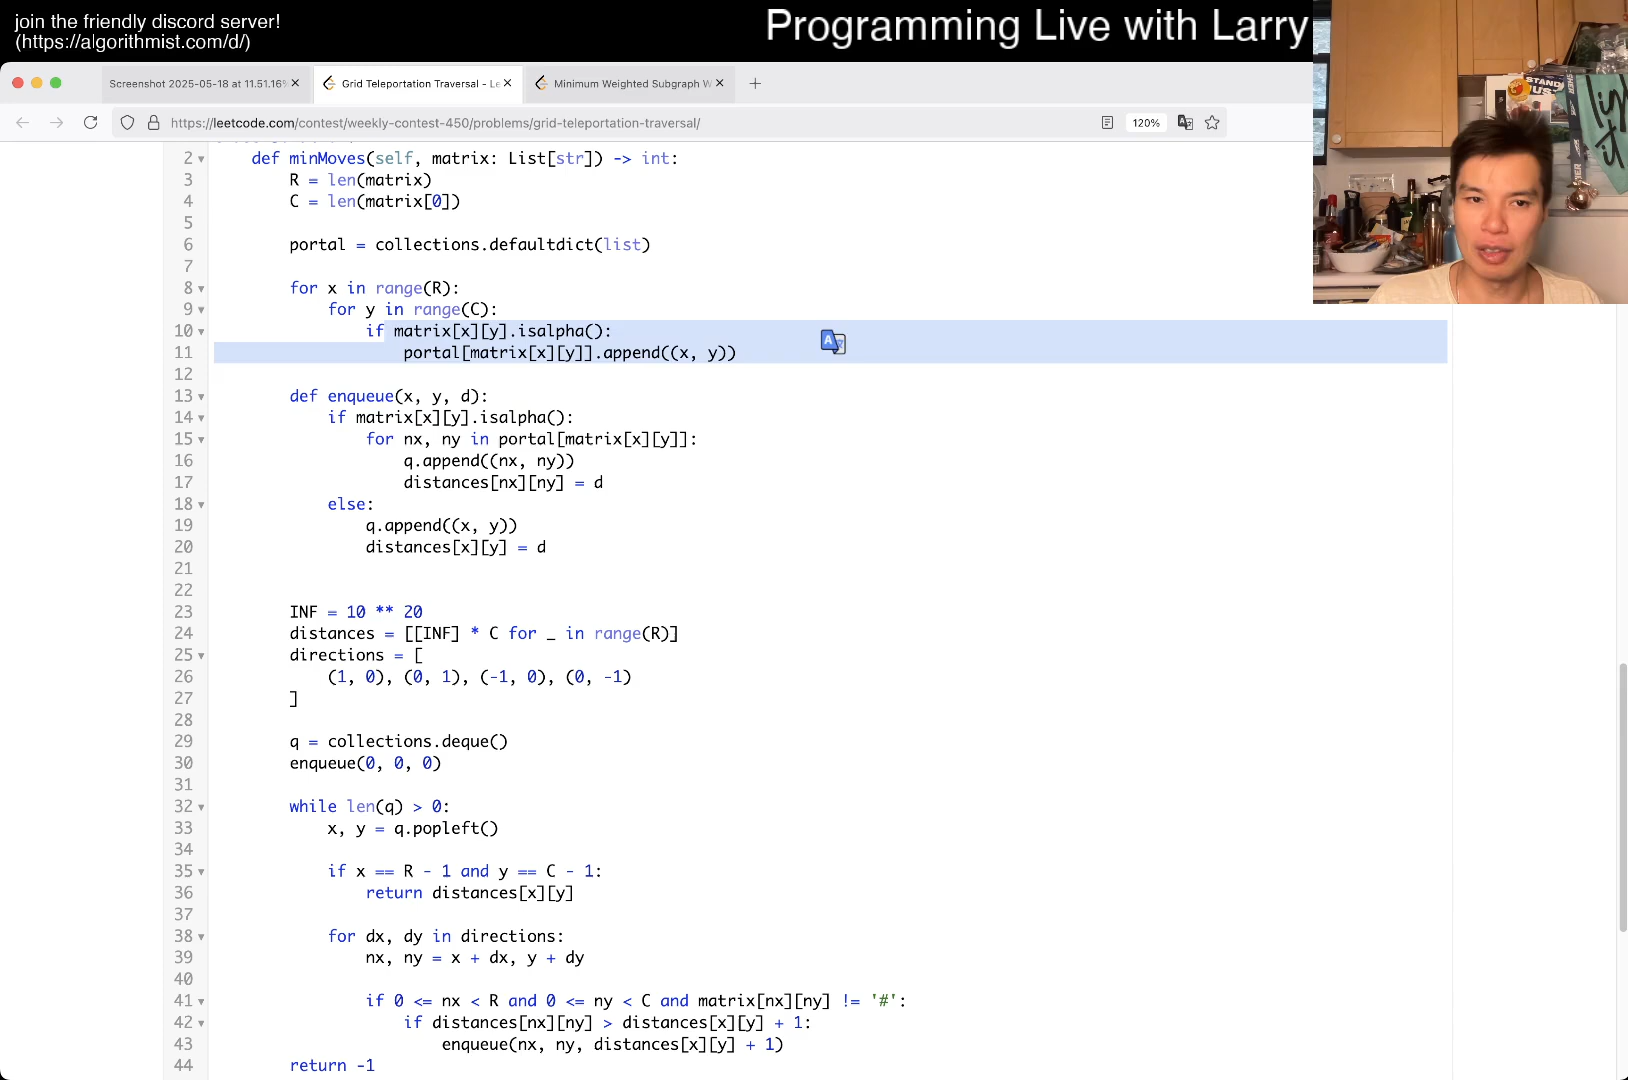 join the friendly discord server!
(https://algorithmist.com/d/)
Programming Live with Larry
Screenshot 2025-05-18 at 11.51.16
Grid Teleportation Traversal - Le
Minimum Weighted Subgraph W
https://leetcode.com/contest/weekly-contest-450/problems/grid-teleportation-traversal/
120%
2 def minMoves(self, matrix: List[str]) -> int:
3 R = len(matrix)
4 C = len(matrix[0])
5
6 portal = collections.defaultdict(list)
7
8 for x in range(R):
9 for y in range(C):
10 if matrix[x][y].isalpha():
11 portal[matrix[x][y]].append((x, y))
12
13 def enqueue(x, y, d):
14 if matrix[x][y].isalpha():
15 for nx, ny in portal[matrix[x][y]]:
16 q.append((nx, ny))
17 distances[nx][ny] = d
18 else:
19 q.append((x, y))
20 distances[x][y] = d
21
22
23 INF = 10 ** 20
24 distances = [[INF] * C for _ in range(R)]
25 directions = [
26 (1, 0), (0, 1), (-1, 0), (0, -1)
27 ]
28
29 q = collections.deque()
30 enqueue(0, 0, 0)
31
32 while len(q) > 0:
33 x, y = q.popleft()
34
35 if x == R - 1 and y == C - 1:
36 return distances[x][y]
37
38 for dx, dy in directions:
39 nx, ny = x + dx, y + dy
40
41 if 0 <= nx < R and 0 <= ny < C and matrix[nx][ny] != '#':
42 if distances[nx][ny] > distances[x][y] + 1:
43 enqueue(nx, ny, distances[x][y] + 1)
44 return -1